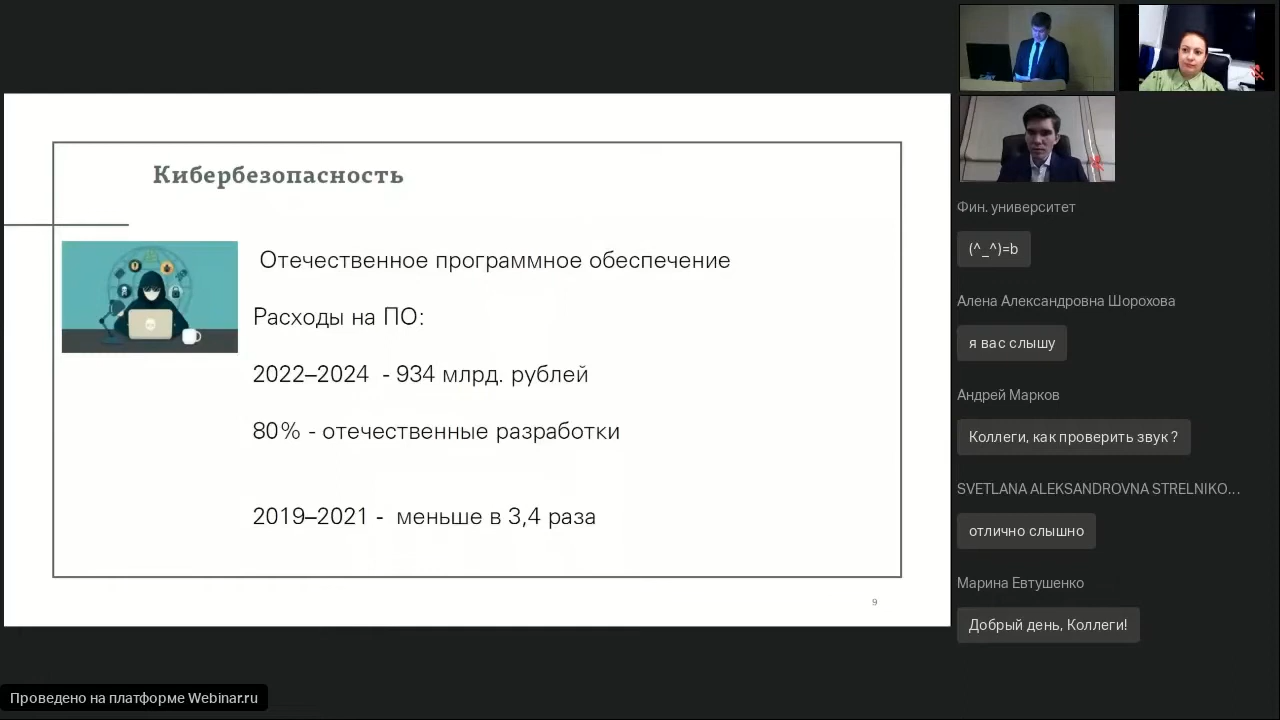 Кибербезопасность
Отечественное программное обеспечение
Расходы на ПО:
2022–2024 - 934 млрд. рублей
80% - отечественные разработки
2019–2021 - меньше в 3,4 раза
9
Фин. университет
(^_^)=b
Алена Александровна Шорохова
я вас слышу
Андрей Марков
Коллеги, как проверить звук ?
SVETLANA ALEKSANDROVNA STRELNIKO...
отлично слышно
Марина Евтушенко
Добрый день, Коллеги!
Проведено на платформе Webinar.ru